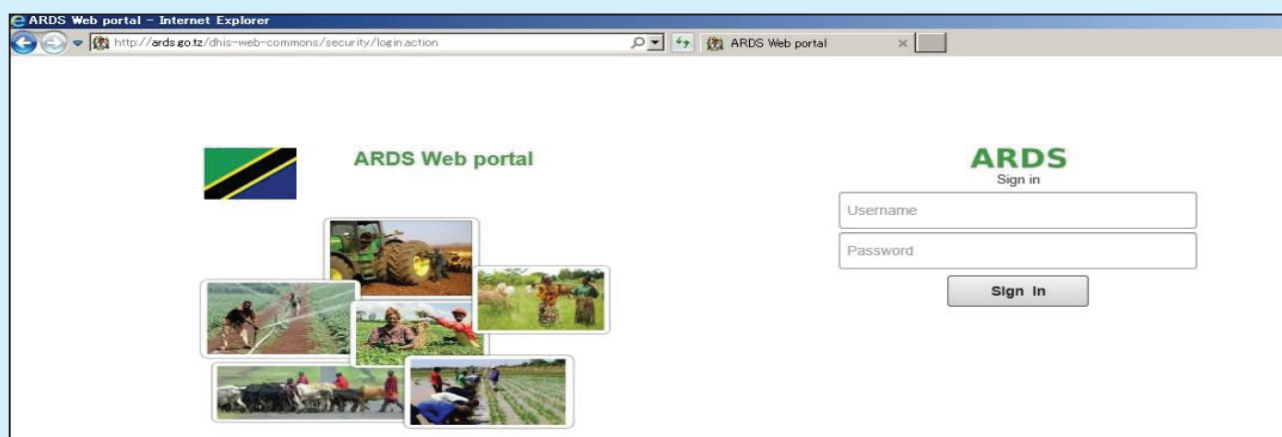 ARDS Web portal - Internet Explorer
http://ards.go.tz/dhis-web-commons/security/login.action
ARDS Web portal
ARDS Web portal
ARDS
Sign in
Username
Password
Sign In